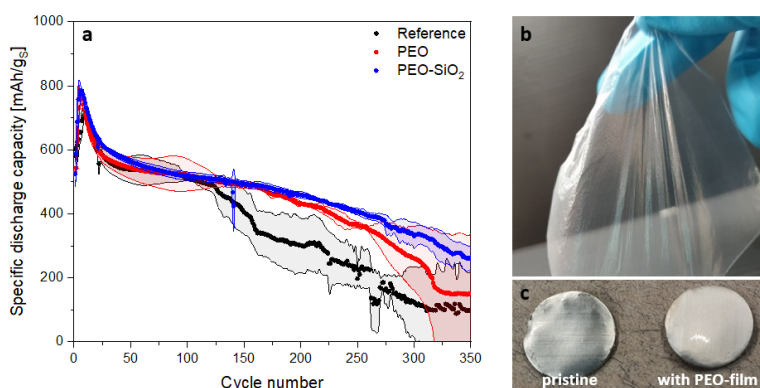 a
Reference
PEO
PEO-SiO₂
Specific discharge capacity [mAh/gS]
1000
800
600
400
200
0
0
50
100
150
200
250
300
350
Cycle number
b
c
pristine
with PEO-film